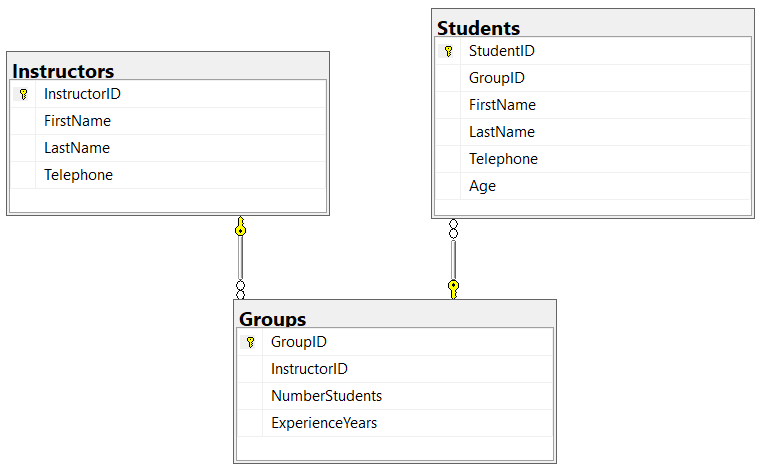 Instructors
InstructorID
FirstName
LastName
Telephone
Students
StudentID
GroupID
FirstName
LastName
Telephone
Age
Groups
GroupID
InstructorID
NumberStudents
ExperienceYears